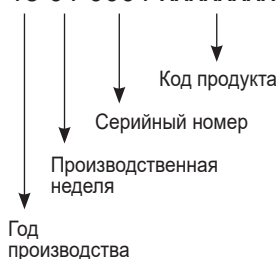 Код продукта
Серийный номер
Производственная
неделя
Год
производства